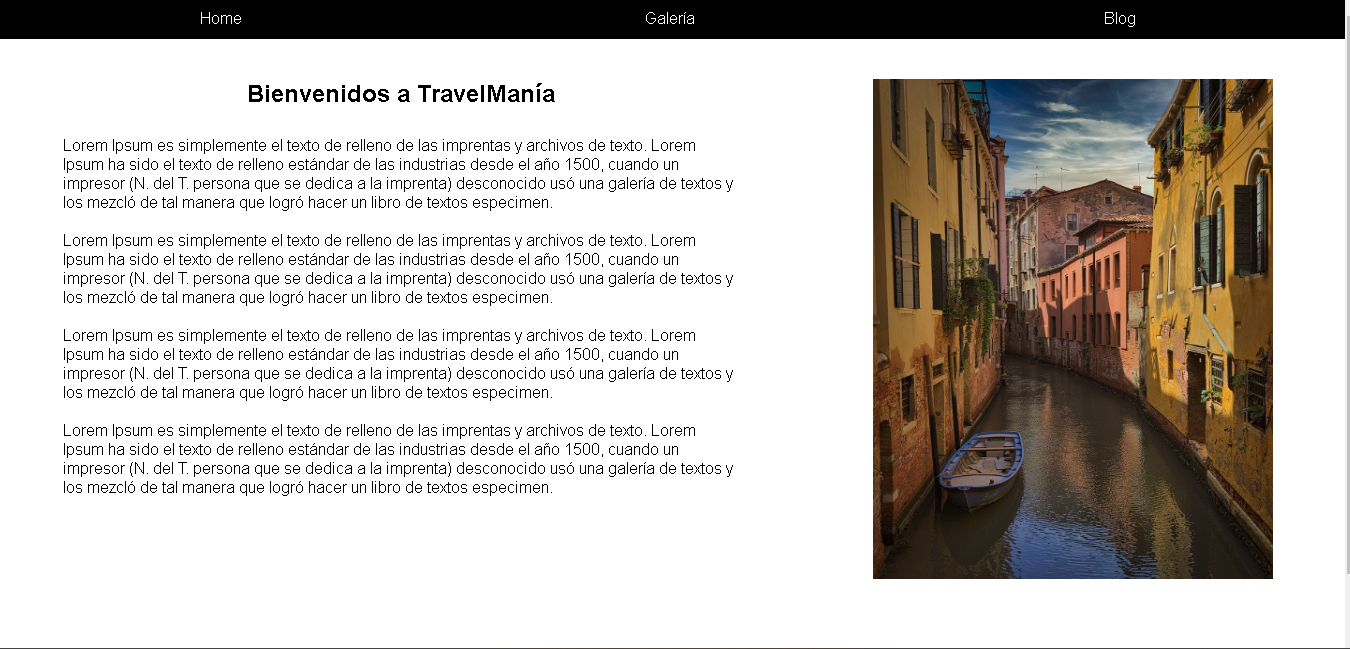 Home
Galería
Blog
Bienvenidos a TravelManía
Lorem Ipsum es simplemente el texto de relleno de las imprentas y archivos de texto. Lorem
Ipsum ha sido el texto de relleno estándar de las industrias desde el año 1500, cuando un
impresor (N. del T. persona que se dedica a la imprenta) desconocido usó una galería de textos y
los mezcló de tal manera que logró hacer un libro de textos especimen.
Lorem Ipsum es simplemente el texto de relleno de las imprentas y archivos de texto. Lorem
Ipsum ha sido el texto de relleno estándar de las industrias desde el año 1500, cuando un
impresor (N. del T. persona que se dedica a la imprenta) desconocido usó una galería de textos y
los mezcló de tal manera que logró hacer un libro de textos especimen.
Lorem Ipsum es simplemente el texto de relleno de las imprentas y archivos de texto. Lorem
Ipsum ha sido el texto de relleno estándar de las industrias desde el año 1500, cuando un
impresor (N. del T. persona que se dedica a la imprenta) desconocido usó una galería de textos y
los mezcló de tal manera que logró hacer un libro de textos especimen.
Lorem Ipsum es simplemente el texto de relleno de las imprentas y archivos de texto. Lorem
Ipsum ha sido el texto de relleno estándar de las industrias desde el año 1500, cuando un
impresor (N. del T. persona que se dedica a la imprenta) desconocido usó una galería de textos y
los mezcló de tal manera que logró hacer un libro de textos especimen.